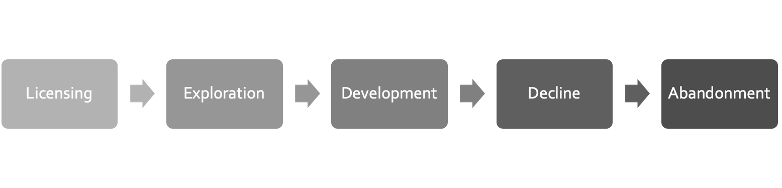 Licensing
Exploration
Development
Decline
Abandonment